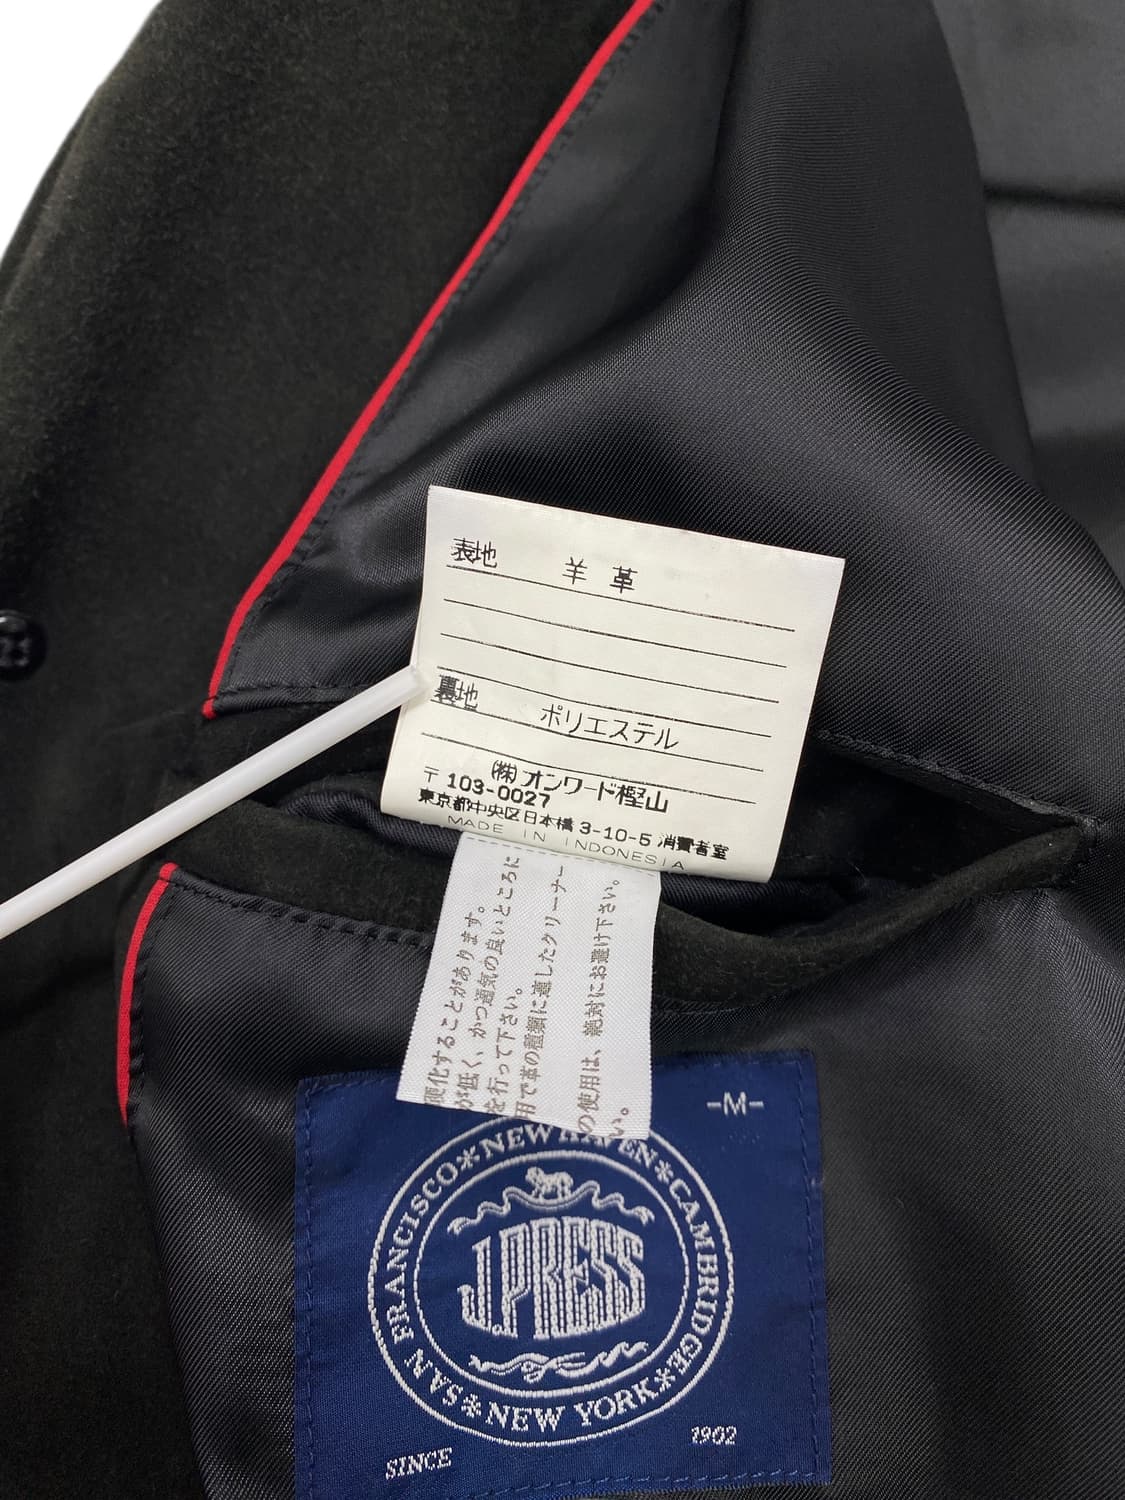 表地 羊革
裏地 ポリエステル
㈱オンワード樫山
〒103-0027
東京都中央区日本橋3-10-5 消費者室
MADE IN INDONESIA
硬化することがあります。
が低く、かつ通気の良いところに
を行って下さい。
用で革の種類に適したクリーナー
の使用は、絶対にお避け下さい。
い。
-M-
NEW HAVEN*CAMBRIDGE*NEW YORK*SAN FRANCISCO*
J.PRESS
SINCE 1902